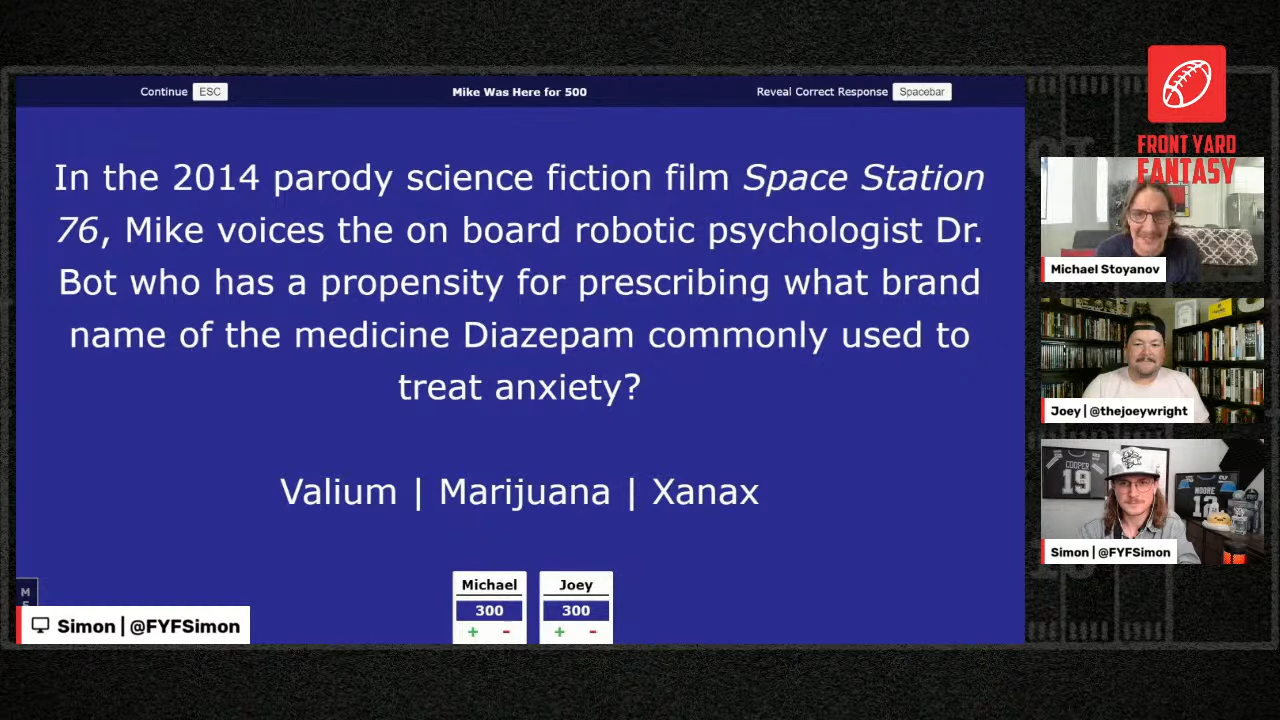 Continue ESC
Mike Was Here for 500
Reveal Correct Response Spacebar
In the 2014 parody science fiction film Space Station
76, Mike voices the on board robotic psychologist Dr.
Bot who has a propensity for prescribing what brand
name of the medicine Diazepam commonly used to
treat anxiety?
Valium | Marijuana | Xanax
Michael
300
+ -
Joey
300
+ -
M
Simon | @FYFSimon
FRONT YARD
FANTASY
Michael Stoyanov
Joey | @thejoeywright
COOPER
19
MOORE
12
Simon | @FYFSimon